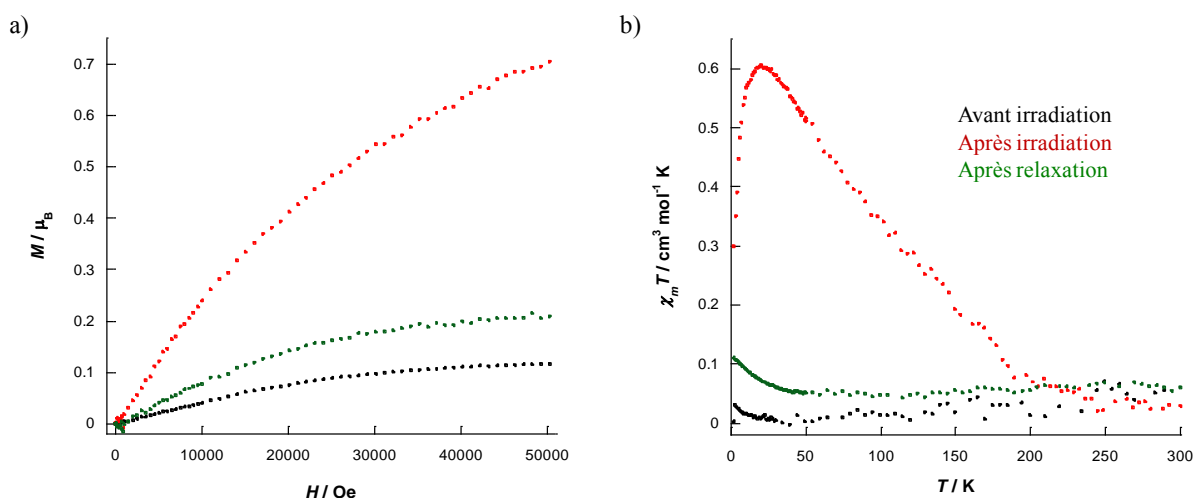 a)
M / μB
0.7
0.6
0.5
0.4
0.3
0.2
0.1
0
0 10000 20000 30000 40000 50000
H / Oe
b)
χmT / cm³ mol⁻¹ K
0.6
0.5
0.4
0.3
0.2
0.1
0
0 50 100 150 200 250 300
T / K
Avant irradiation
Après irradiation
Après relaxation